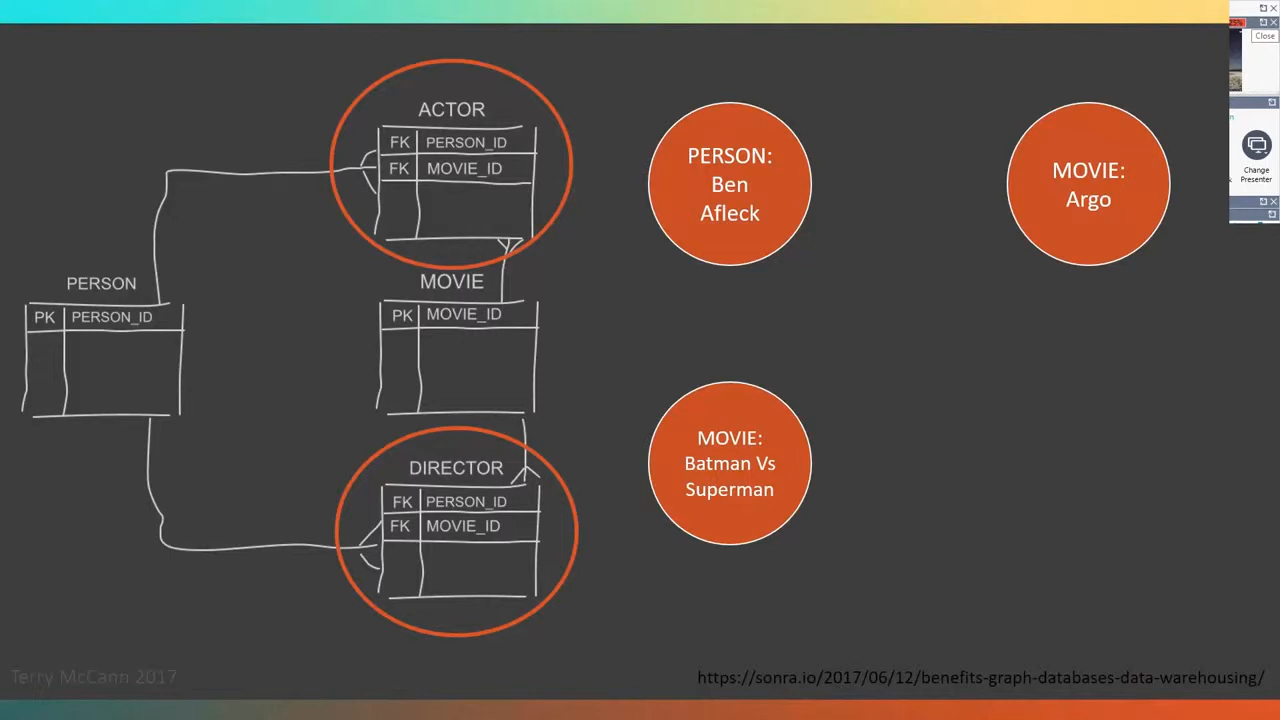 ACTOR
FK PERSON_ID
FK MOVIE_ID
PERSON
PK PERSON_ID
MOVIE
PK MOVIE_ID
DIRECTOR
FK PERSON_ID
FK MOVIE_ID
PERSON:
Ben
Afleck
MOVIE:
Argo
MOVIE:
Batman Vs
Superman
Close
Change
Presenter
Terry McCann 2017
https://sonra.io/2017/06/12/benefits-graph-databases-data-warehousing/